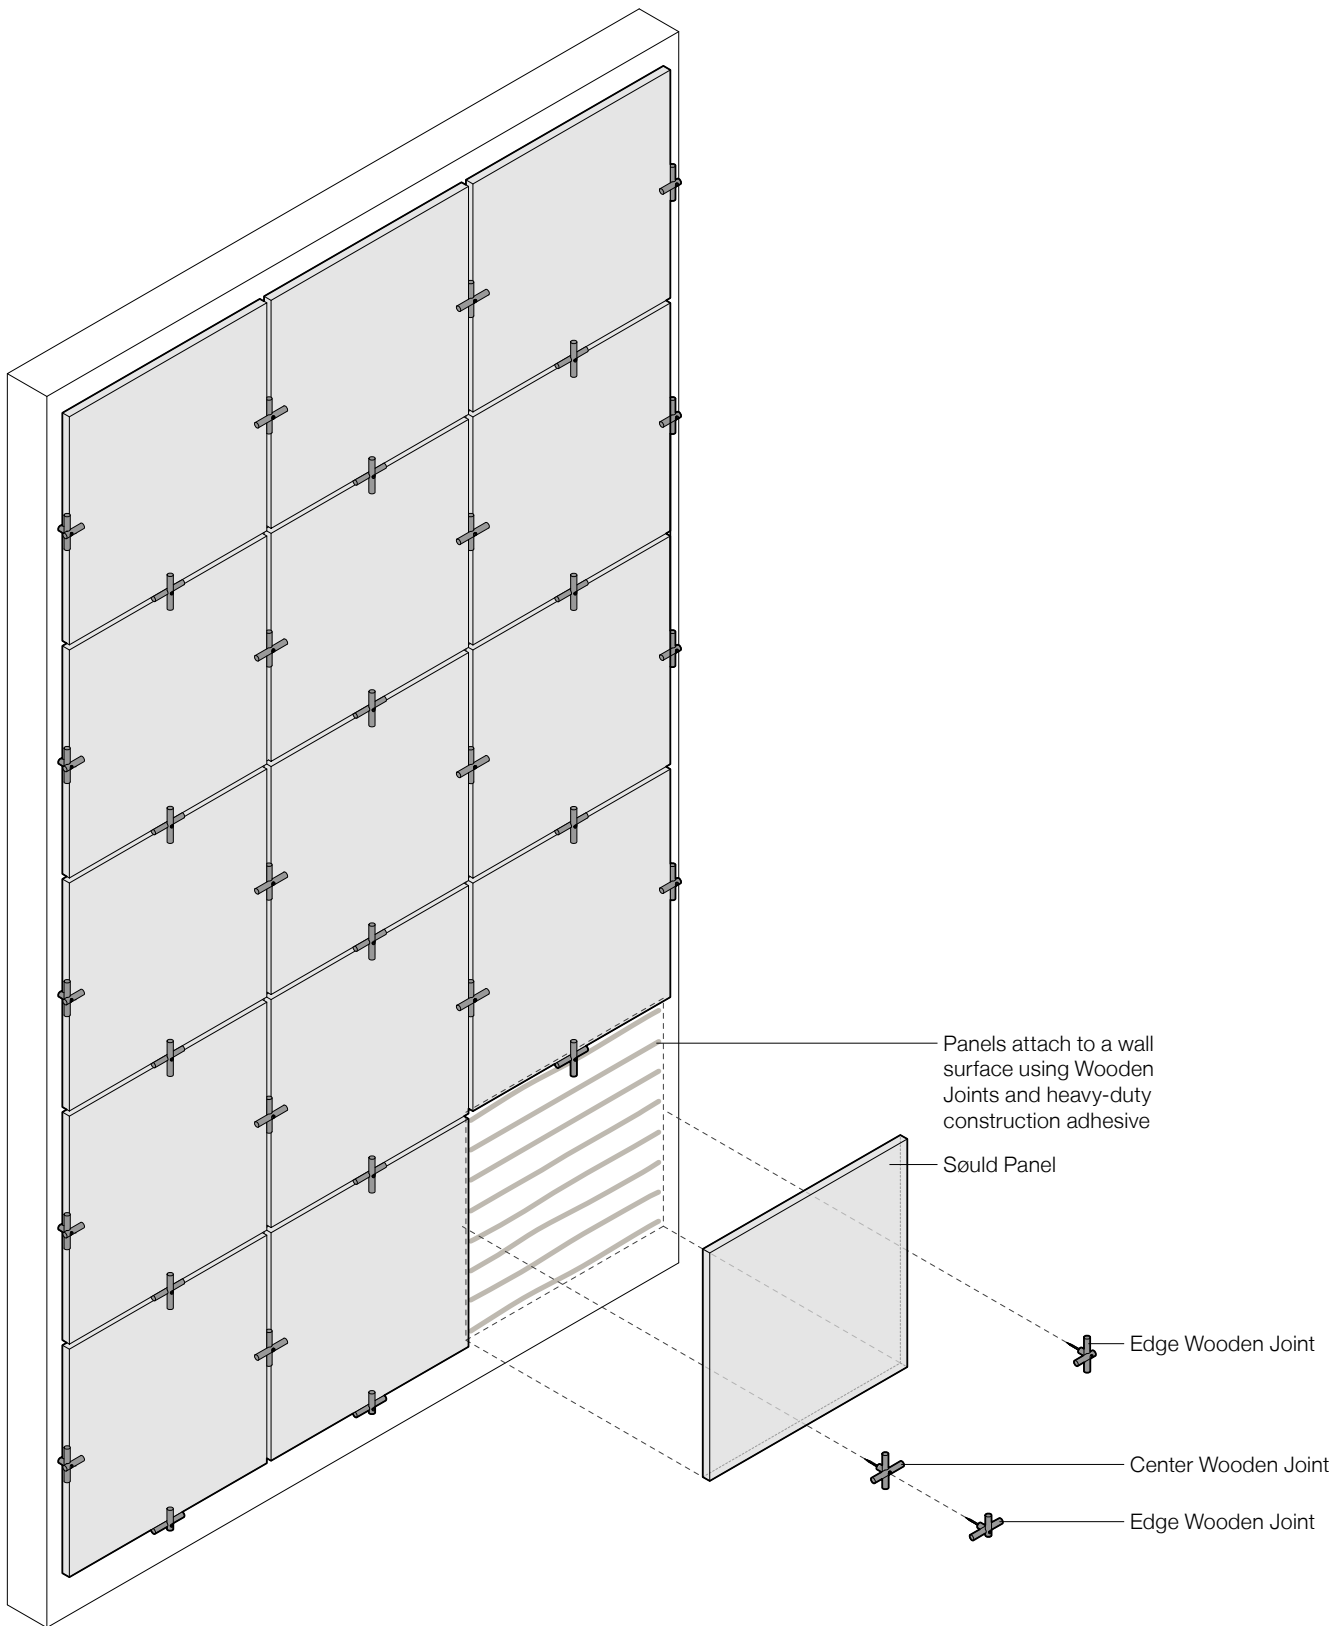 Panels attach to a wall
surface using Wooden
Joints and heavy-duty
construction adhesive
Søuld Panel
Edge Wooden Joint
Center Wooden Joint
Edge Wooden Joint